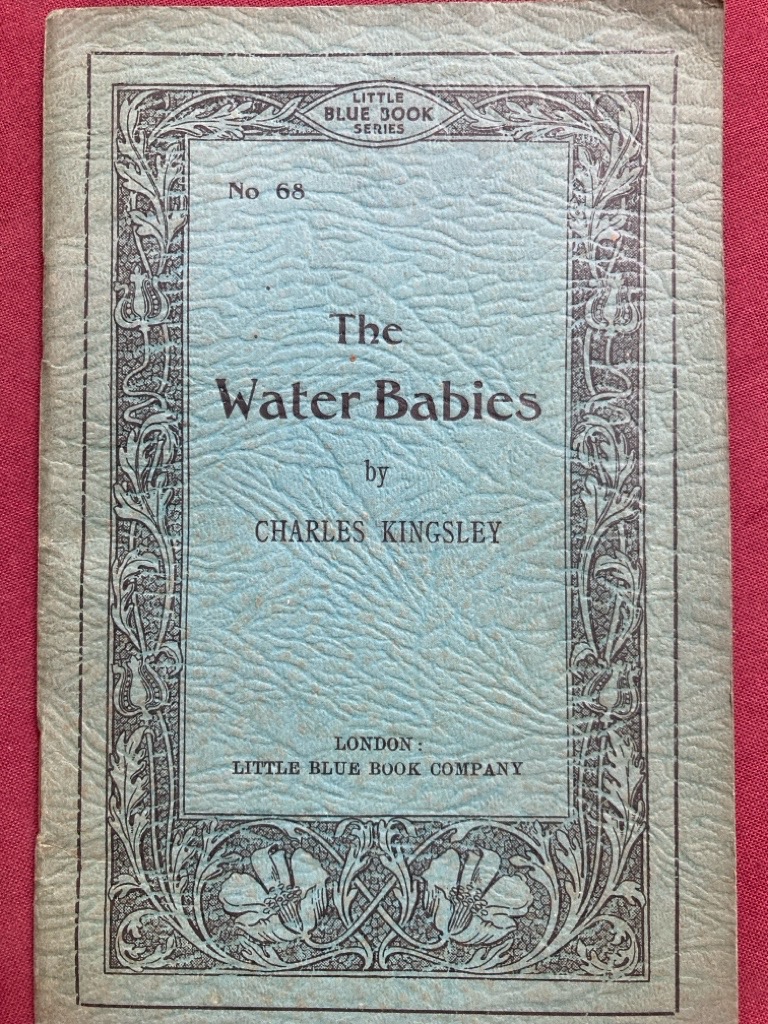 LITTLE
BLUE BOOK
SERIES
No 68
The
Water Babies
by
CHARLES KINGSLEY
LONDON:
LITTLE BLUE BOOK COMPANY